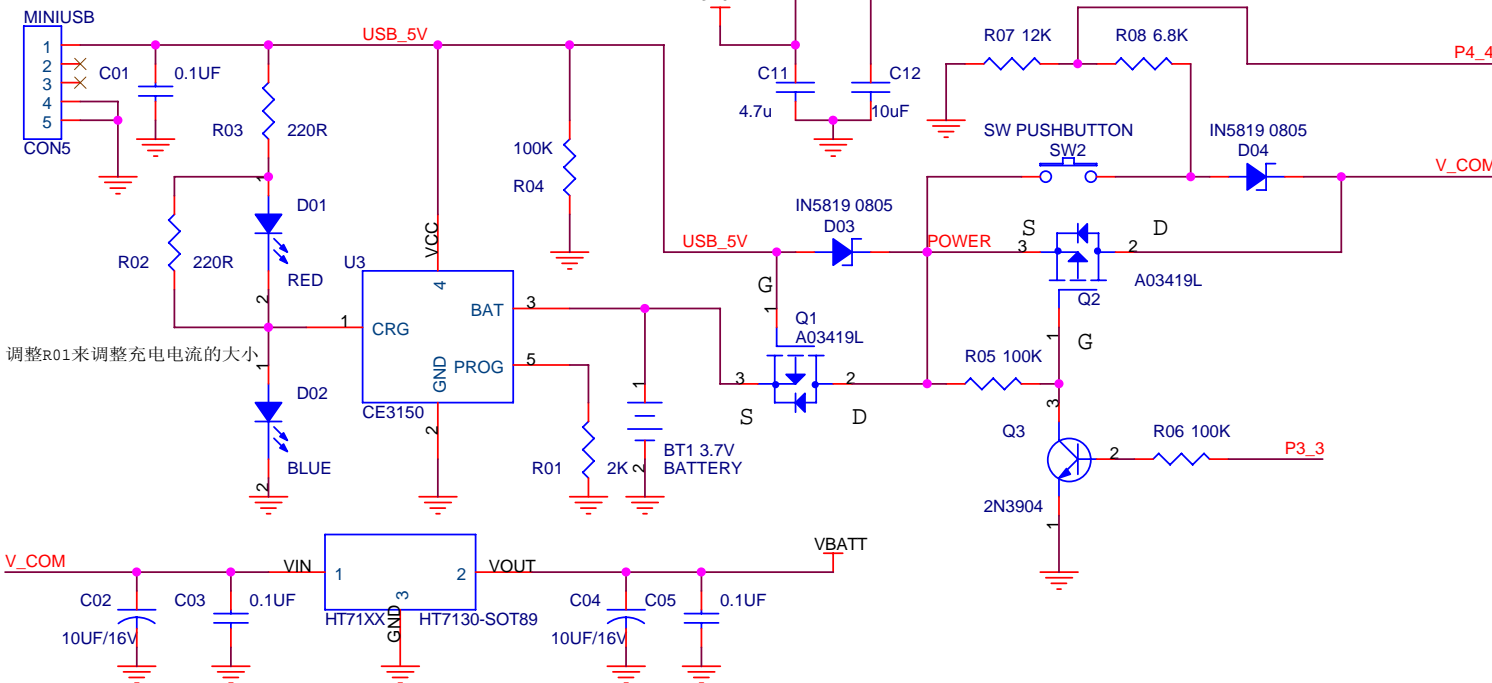 MINIUSB
1
2
3
4
5
CON5
C01
0.1UF
USB_5V
R03
220R
1
D01
RED
2
R02
220R
调整R01来调整充电电流的大小
1
D02
BLUE
2
U3
VCC
4
1
CRG
BAT
3
PROG
5
GND
2
CE3150
100K
R04
R01
2K
1
2
BT1 3.7V
BATTERY
C11
4.7u
C12
10uF
USB_5V
IN5819 0805
D03
POWER
G
1
Q1
A03419L
3
2
S
D
R07 12K
R08 6.8K
P4_4
SW PUSHBUTTON
SW2
IN5819 0805
D04
V_COM
S
D
3
2
A03419L
Q2
1
G
R05 100K
3
Q3
2
R06 100K
P3_3
2N3904
1
V_COM
C02
10UF/16V
C03
0.1UF
VIN
1
2
VOUT
3
GND
HT71XX
HT7130-SOT89
C04
10UF/16V
C05
0.1UF
VBATT